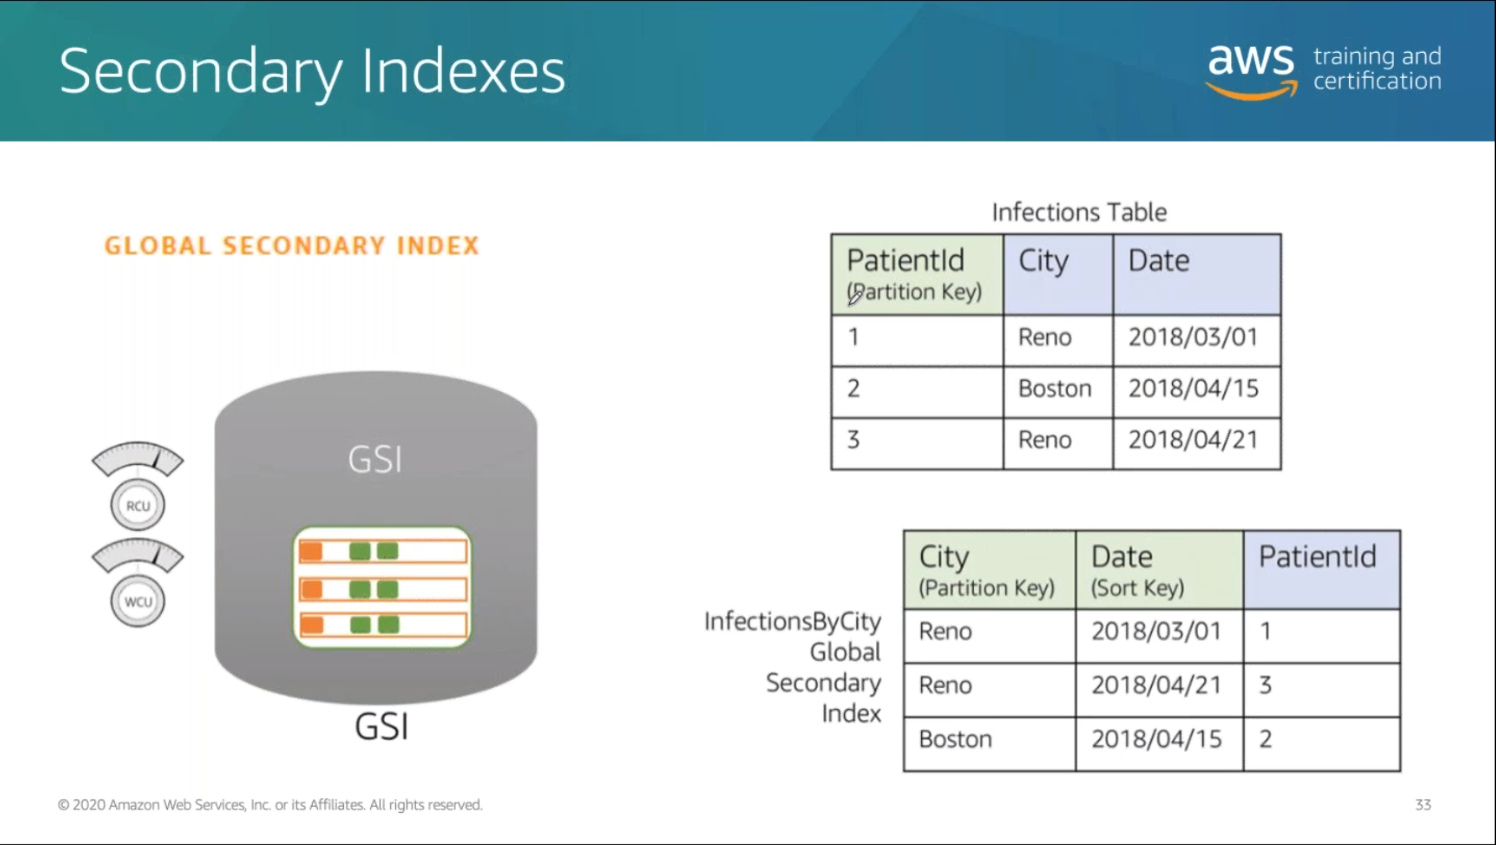 Secondary Indexes
aws training and
certification
GLOBAL SECONDARY INDEX
RCU
WCU
GSI
GSI
Infections Table
PatientId City Date
(Partition Key)
1 Reno 2018/03/01
2 Boston 2018/04/15
3 Reno 2018/04/21
InfectionsByCity
Global
Secondary
Index
City Date PatientId
(Partition Key) (Sort Key)
Reno 2018/03/01 1
Reno 2018/04/21 3
Boston 2018/04/15 2
© 2020 Amazon Web Services, Inc. or its Affiliates. All rights reserved.
33